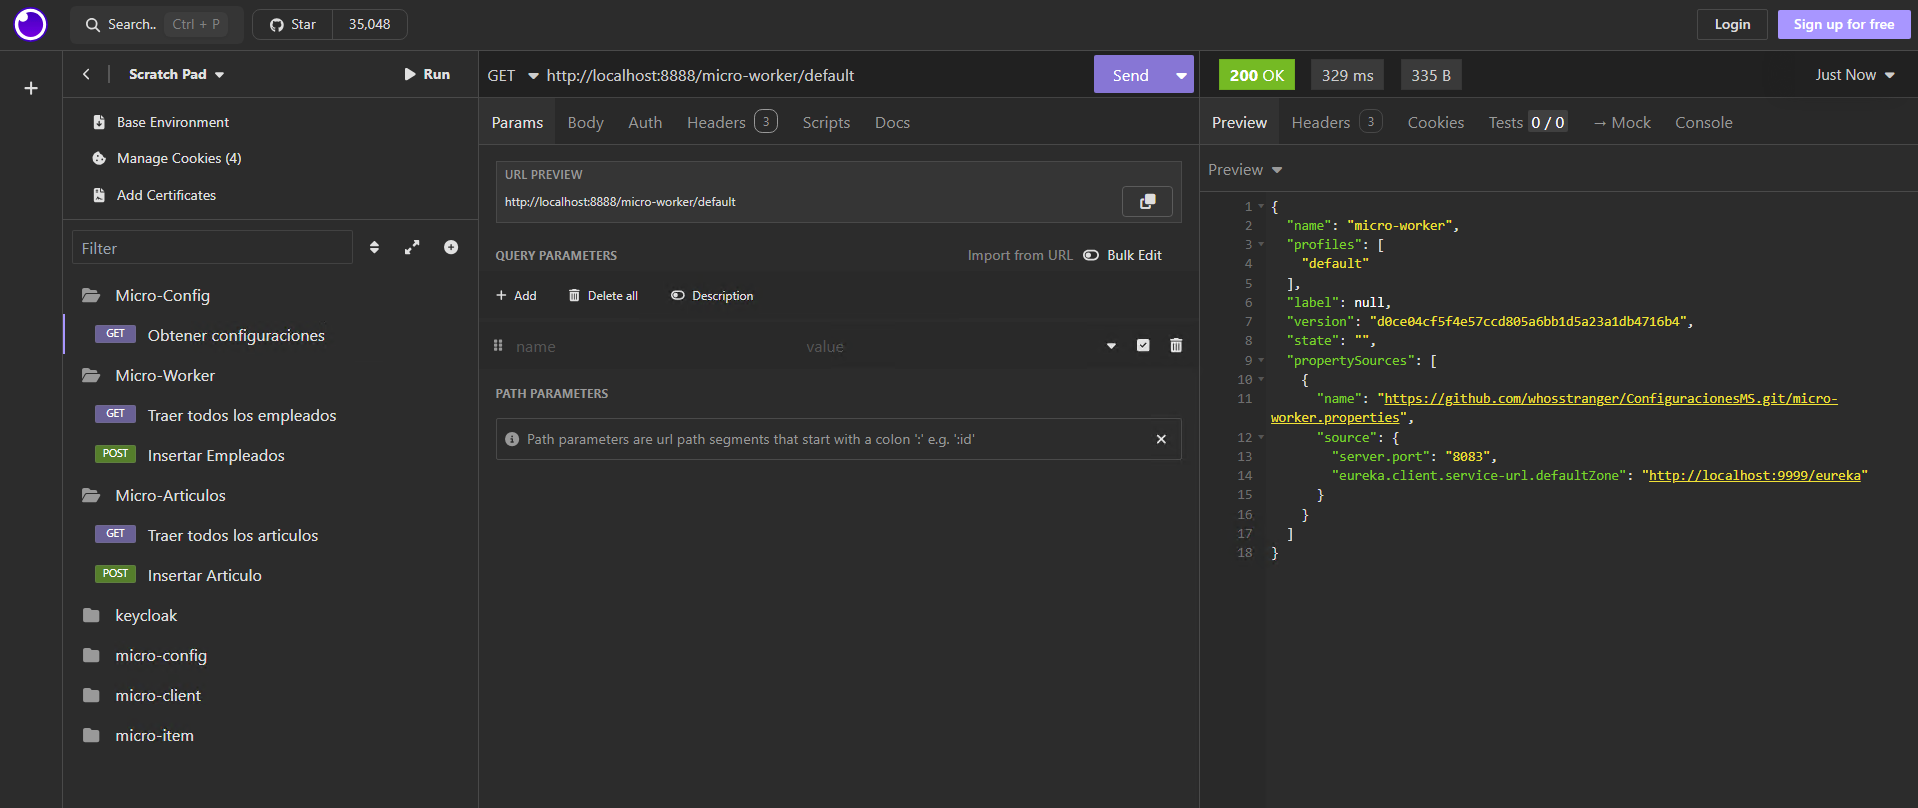 Search.. Ctrl + P
Star 35,048
Login
Sign up for free
Scratch Pad
Run
Base Environment
Manage Cookies (4)
Add Certificates
Filter
Micro-Config
GET Obtener configuraciones
Micro-Worker
GET Traer todos los empleados
POST Insertar Empleados
Micro-Articulos
GET Traer todos los articulos
POST Insertar Articulo
keycloak
micro-config
micro-client
micro-item
GET http://localhost:8888/micro-worker/default
Send
Params Body Auth Headers 3 Scripts Docs
URL PREVIEW
http://localhost:8888/micro-worker/default
QUERY PARAMETERS Import from URL Bulk Edit
+ Add Delete all Description
name value
PATH PARAMETERS
Path parameters are url path segments that start with a colon ':' e.g. ':id'
200 OK 329 ms 335 B Just Now
Preview Headers 3 Cookies Tests 0 / 0 → Mock Console
Preview
1 {
2 "name": "micro-worker",
3 "profiles": [
4 "default"
5 ],
6 "label": null,
7 "version": "d0ce04cf5f4e57ccd805a6bb1d5a23a1db4716b4",
8 "state": "",
9 "propertySources": [
10 {
11 "name": "https://github.com/whosstranger/ConfiguracionesMS.git/micro-
worker.properties",
12 "source": {
13 "server.port": "8083",
14 "eureka.client.service-url.defaultZone": "http://localhost:9999/eureka"
15 }
16 }
17 ]
18 }